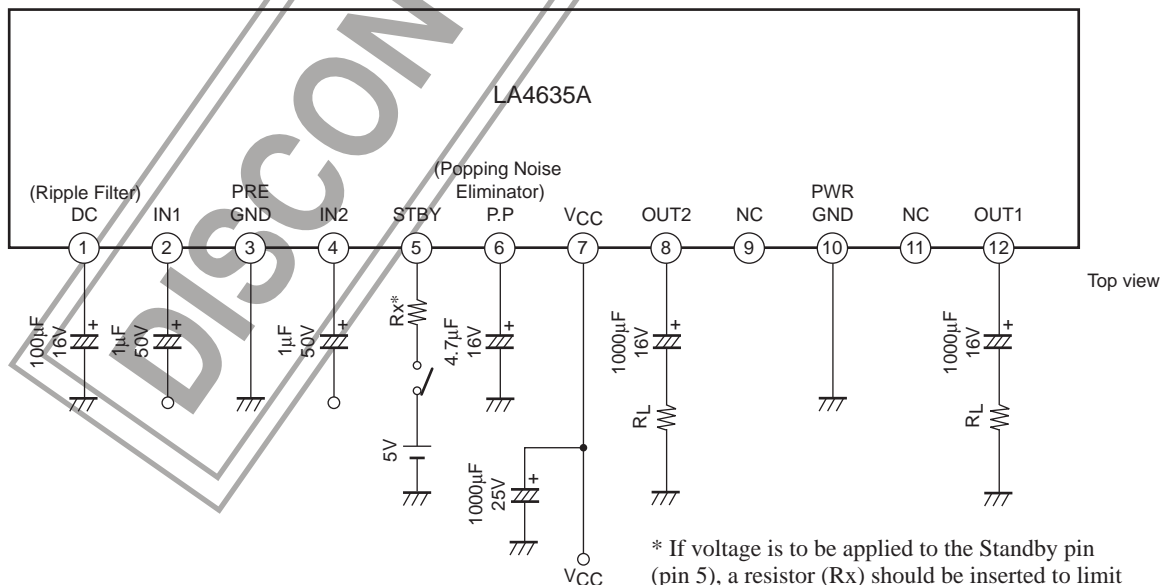 DISCON
LA4635A
(Ripple Filter)
DC
IN1
PRE
GND
IN2
STBY
(Popping Noise
Eliminator)
P.P
VCC
OUT2
NC
PWR
GND
NC
OUT1
1
2
3
4
5
6
7
8
9
10
11
12
Top view
100µF
16V
+
1µF
50V
+
1µF
50V
+
Rx*
4.7µF
16V
+
1000µF
16V
+
1000µF
16V
+
RL
RL
5V
1000µF
25V
+
VCC
* If voltage is to be applied to the Standby pin
(pin 5), a resistor (Rx) should be inserted to limit